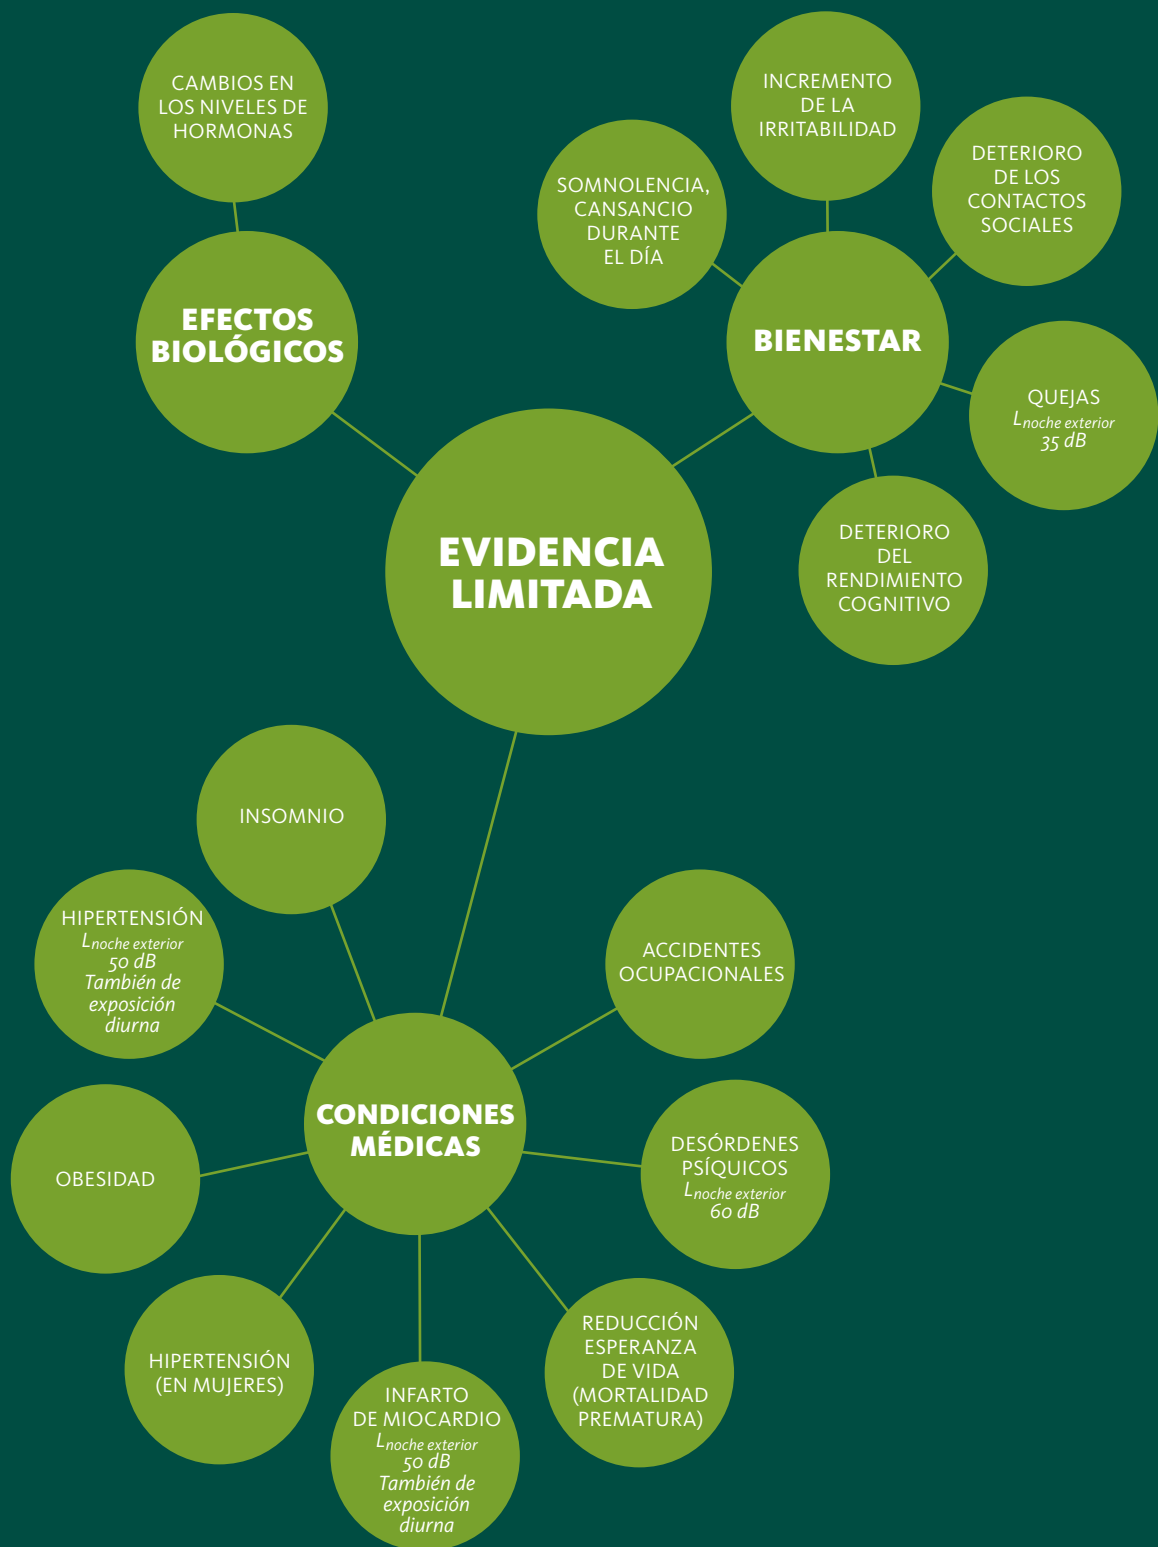 CAMBIOS EN
LOS NIVELES DE
HORMONAS
EFECTOS
BIOLÓGICOS
INCREMENTO
DE LA
IRRITABILIDAD
SOMNOLENCIA,
CANSANCIO
DURANTE
EL DÍA
DETERIORO
DE LOS
CONTACTOS
SOCIALES
BIENESTAR
QUEJAS
Lnoche exterior
35 dB
DETERIORO
DEL
RENDIMIENTO
COGNITIVO
EVIDENCIA
LIMITADA
INSOMNIO
HIPERTENSIÓN
Lnoche exterior
50 dB
También de
exposición
diurna
ACCIDENTES
OCUPACIONALES
CONDICIONES
MÉDICAS
OBESIDAD
DESÓRDENES
PSÍQUICOS
Lnoche exterior
60 dB
HIPERTENSIÓN
(EN MUJERES)
INFARTO
DE MIOCARDIO
Lnoche exterior
50 dB
También de
exposición
diurna
REDUCCIÓN
ESPERANZA
DE VIDA
(MORTALIDAD
PREMATURA)